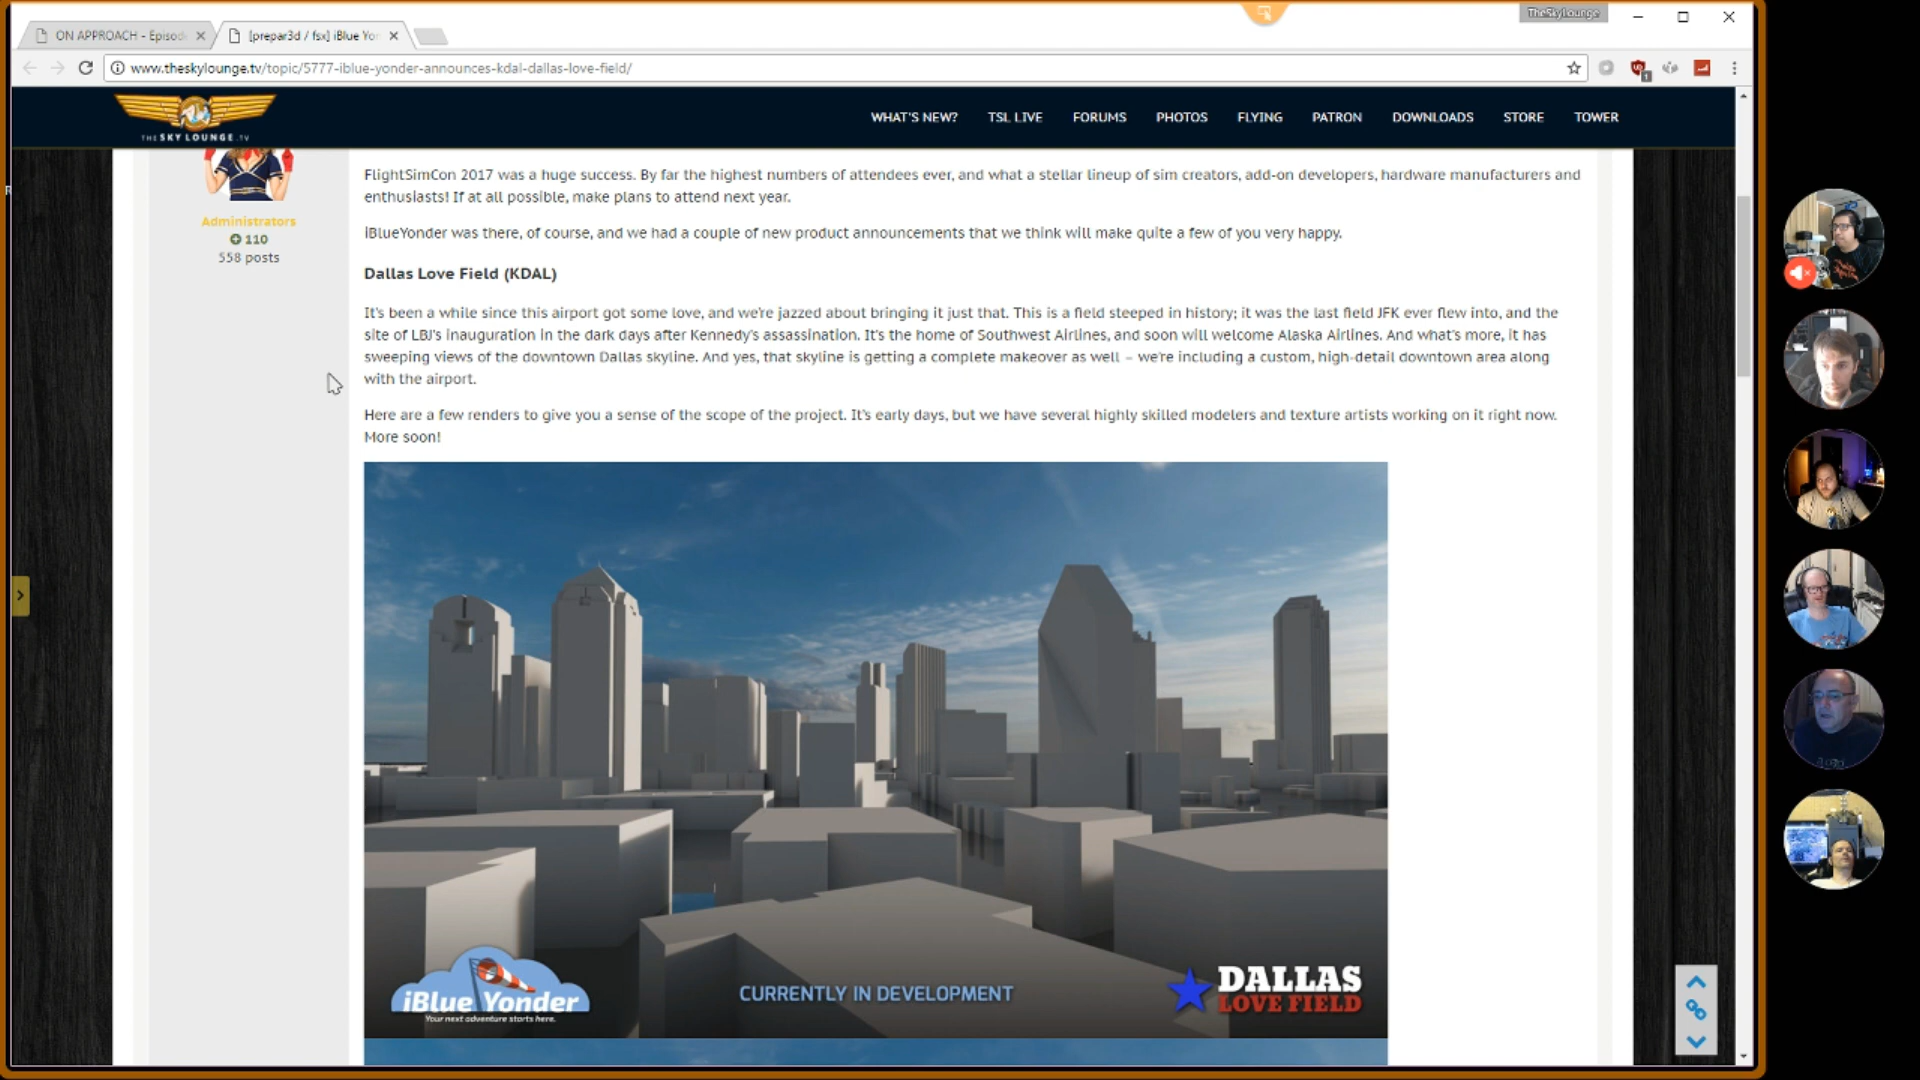 TheSkyLounge
ON APPROACH - Episod
[prepar3d / fsx] iBlue Yo
www.theskylounge.tv/topic/5777-iblue-yonder-announces-kdal-dallas-love-field/
THE SKY LOUNGE .TV
WHAT'S NEW? TSL LIVE FORUMS PHOTOS FLYING PATRON DOWNLOADS STORE TOWER
Administrators
110
558 posts
FlightSimCon 2017 was a huge success. By far the highest numbers of attendees ever, and what a stellar lineup of sim creators, add-on developers, hardware manufacturers and
enthusiasts! If at all possible, make plans to attend next year.
iBlueYonder was there, of course, and we had a couple of new product announcements that we think will make quite a few of you very happy.
Dallas Love Field (KDAL)
It's been a while since this airport got some love, and we're jazzed about bringing it just that. This is a field steeped in history; it was the last field JFK ever flew into, and the
site of LBJ's inauguration in the dark days after Kennedy's assassination. It's the home of Southwest Airlines, and soon will welcome Alaska Airlines. And what's more, it has
sweeping views of the downtown Dallas skyline. And yes, that skyline is getting a complete makeover as well – we're including a custom, high-detail downtown area along
with the airport.
Here are a few renders to give you a sense of the scope of the project. It's early days, but we have several highly skilled modelers and texture artists working on it right now.
More soon!
iBlue Yonder
Your next adventure starts here.
CURRENTLY IN DEVELOPMENT
DALLAS
LOVE FIELD